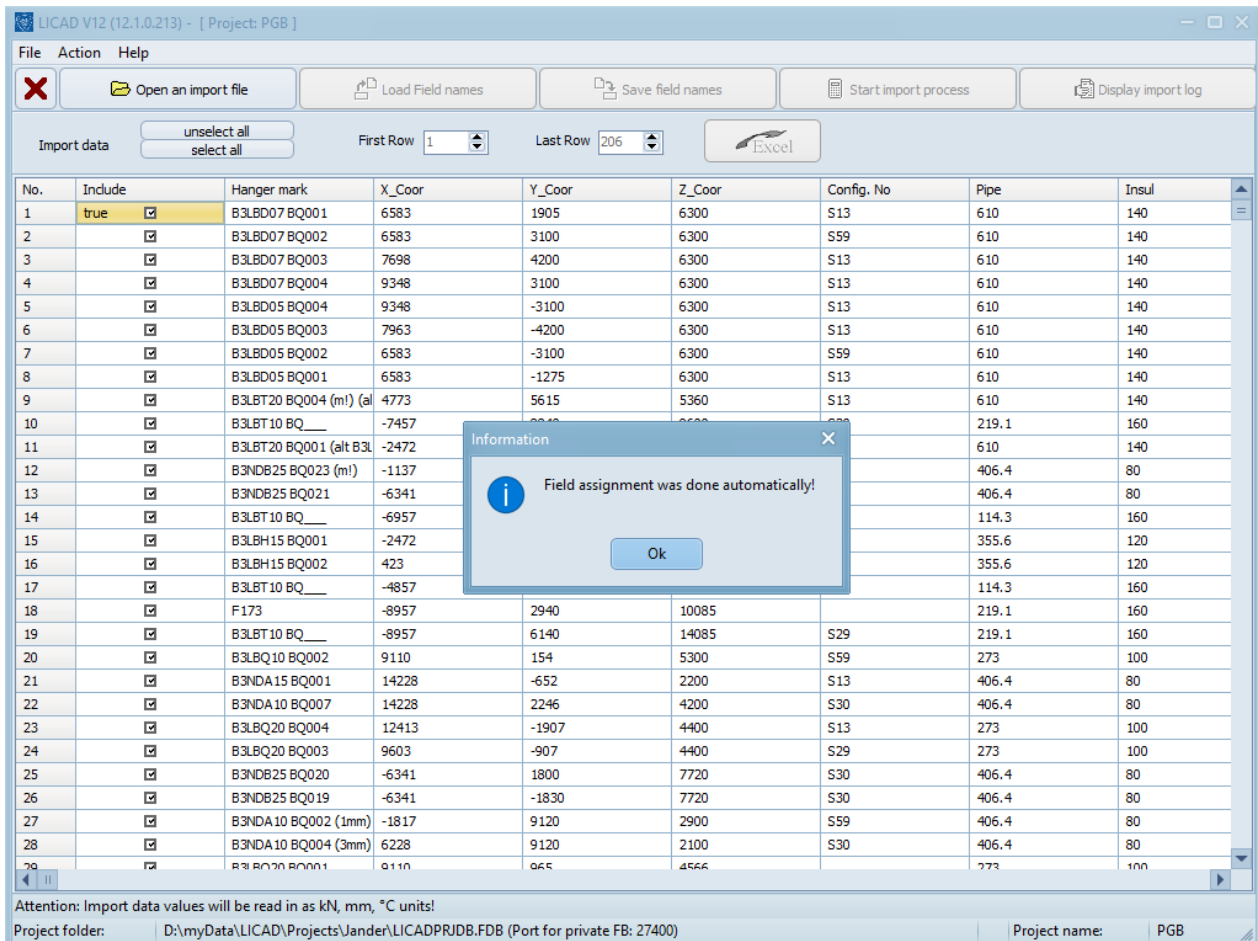 LICAD V12 (12.1.0.213) - [ Project: PGB ]
File Action Help
Open an import file Load Field names Save field names Start import process Display import log
Import data unselect all First Row 1 Last Row 206 Excel
select all
No. Include Hanger mark X_Coor Y_Coor Z_Coor Config. No Pipe Insul
1 true B3LBD07 BQ001 6583 1905 6300 S13 610 140
2 B3LBD07 BQ002 6583 3100 6300 S59 610 140
3 B3LBD07 BQ003 7698 4200 6300 S13 610 140
4 B3LBD07 BQ004 9348 3100 6300 S13 610 140
5 B3LBD05 BQ004 9348 -3100 6300 S13 610 140
6 B3LBD05 BQ003 7963 -4200 6300 S13 610 140
7 B3LBD05 BQ002 6583 -3100 6300 S59 610 140
8 B3LBD05 BQ001 6583 -1275 6300 S13 610 140
9 B3LBT20 BQ004 (m!) (al 4773 5615 5360 S13 610 140
10 B3LBT10 BQ___ -7457 219.1 160
11 B3LBT20 BQ001 (alt B3L -2472 610 140
12 B3NDB25 BQ023 (m!) -1137 406.4 80
13 B3NDB25 BQ021 -6341 406.4 80
14 B3LBT10 BQ___ -6957 114.3 160
15 B3LBH15 BQ001 -2472 355.6 120
16 B3LBH15 BQ002 423 355.6 120
17 B3LBT10 BQ___ -4857 114.3 160
Information
Field assignment was done automatically!
Ok
18 F173 -8957 2940 10085 219.1 160
19 B3LBT10 BQ___ -8957 6140 14085 S29 219.1 160
20 B3LBQ10 BQ002 9110 154 5300 S59 273 100
21 B3NDA15 BQ001 14228 -652 2200 S13 406.4 80
22 B3NDA10 BQ007 14228 2246 4200 S30 406.4 80
23 B3LBQ20 BQ004 12413 -1907 4400 S13 273 100
24 B3LBQ20 BQ003 9603 -907 4400 S29 273 100
25 B3NDB25 BQ020 -6341 1800 7720 S30 406.4 80
26 B3NDB25 BQ019 -6341 -1830 7720 S30 406.4 80
27 B3NDA10 BQ002 (1mm) -1817 9120 2900 S59 406.4 80
28 B3NDA10 BQ004 (3mm) 6228 9120 2100 S30 406.4 80
29 B3LBQ20 BQ001 9110 965 4566 273 100
Attention: Import data values will be read in as kN, mm, °C units!
Project folder: D:\myData\LICAD\Projects\Jander\LICADPRJDB.FDB (Port for private FB: 27400) Project name: PGB